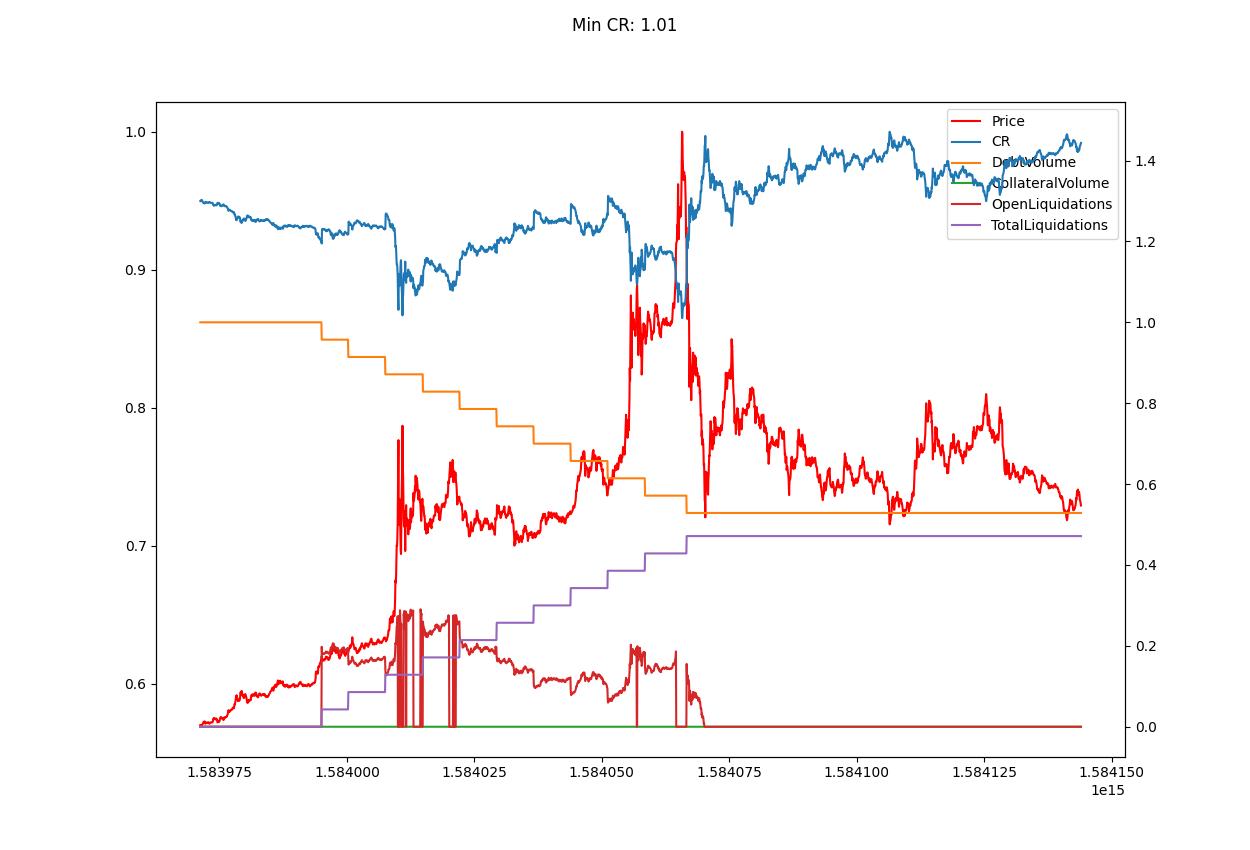 Min CR: 1.01
Price
CR
DebtVolume
CollateralVolume
OpenLiquidations
TotalLiquidations
1.0
0.9
0.8
0.7
0.6
1.4
1.2
1.0
0.8
0.6
0.4
0.2
0.0
1.583975 1.584000 1.584025 1.584050 1.584075 1.584100 1.584125 1.584150
1e15